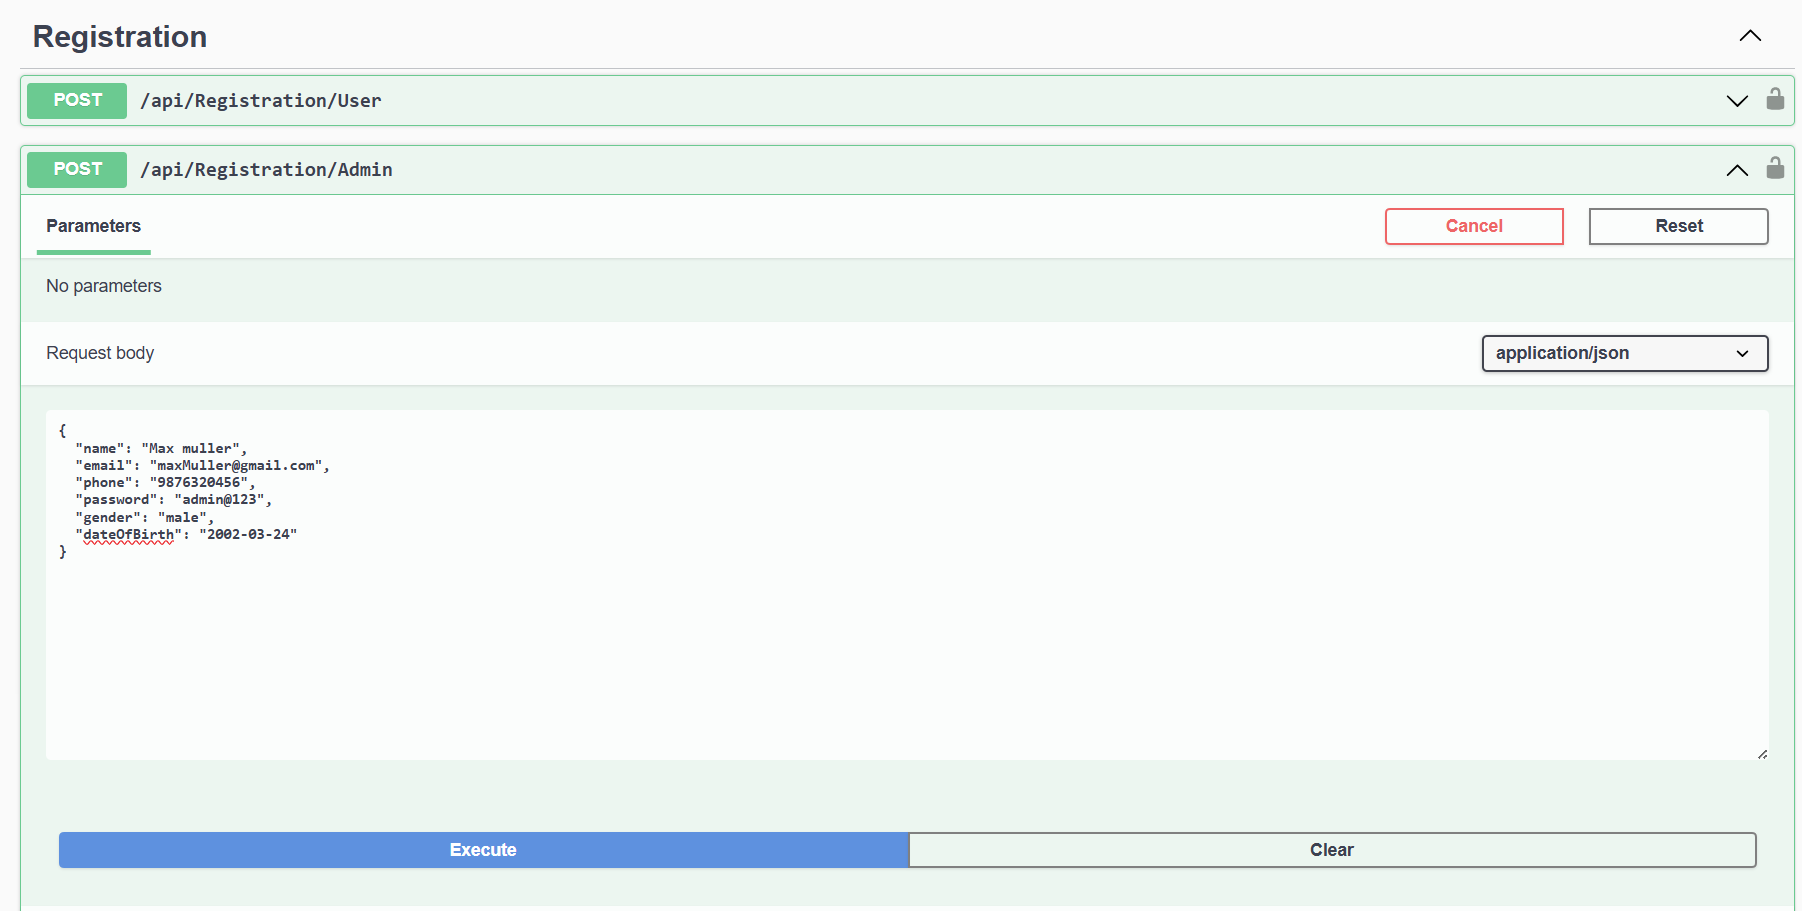 Registration
POST /api/Registration/User
POST /api/Registration/Admin
Parameters Cancel Reset
No parameters
Request body application/json
{
  "name": "Max muller",
  "email": "maxMuller@gmail.com",
  "phone": "9876320456",
  "password": "admin@123",
  "gender": "male",
  "dateOfBirth": "2002-03-24"
}
Execute Clear